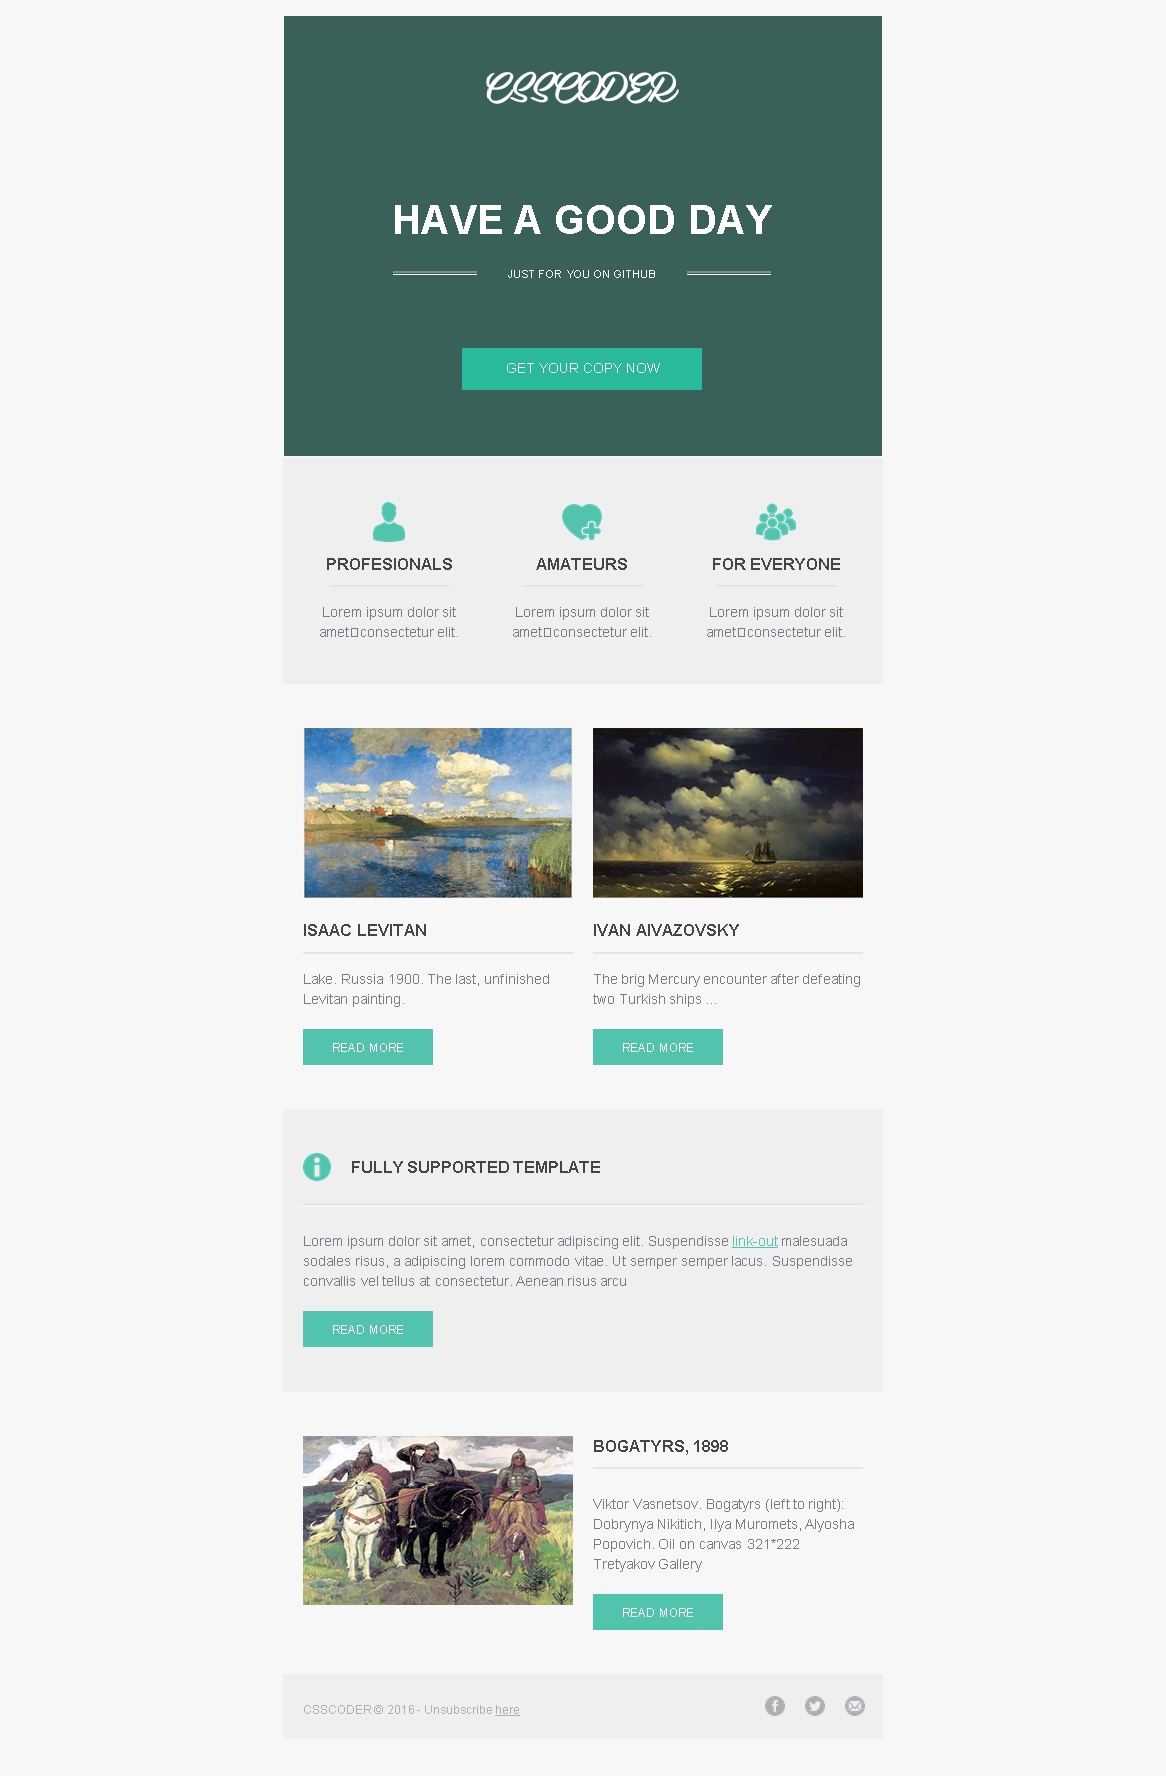 CSSCODER
HAVE A GOOD DAY
JUST FOR YOU ON GITHUB
GET YOUR COPY NOW
PROFESIONALS
Lorem ipsum dolor sit
amet□consectetur elit.
AMATEURS
Lorem ipsum dolor sit
amet□consectetur elit.
FOR EVERYONE
Lorem ipsum dolor sit
amet□consectetur elit.
ISAAC LEVITAN
Lake. Russia 1900. The last, unfinished
Levitan painting.
READ MORE
IVAN AIVAZOVSKY
The brig Mercury encounter after defeating
two Turkish ships ...
READ MORE
FULLY SUPPORTED TEMPLATE
Lorem ipsum dolor sit amet, consectetur adipiscing elit. Suspendisse link-out malesuada
sodales risus, a adipiscing lorem commodo vitae. Ut semper semper lacus. Suspendisse
convallis vel tellus at consectetur. Aenean risus arcu
READ MORE
BOGATYRS, 1898
Viktor Vasnetsov. Bogatyrs (left to right):
Dobrynya Nikitich, Ilya Muromets, Alyosha
Popovich. Oil on canvas 321*222
Tretyakov Gallery
READ MORE
CSSCODER © 2016 - Unsubscribe here